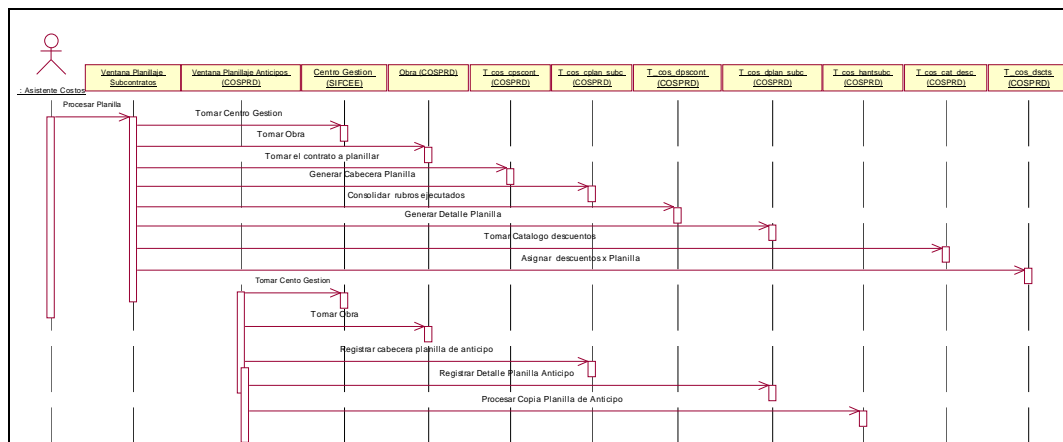 : Asistente Costos
Ventana Planillaje
Subcontratos
Ventana Planillaje Anticipos
(COSPRD)
Centro Gestion
(SIFCEE)
Obra (COSPRD)
T_cos_cpscont
(COSPRD)
T_cos_cplan_subc
(COSPRD)
T_cos_dpscont
(COSPRD)
T_cos_dplan_subc
(COSPRD)
T_cos_hantsubc
(COSPRD)
T_cos_cat_desc
(COSPRD)
T_cos_dscts
(COSPRD)
Procesar Planilla
Tomar Centro Gestion
Tomar Obra
Tomar el contrato a planillar
Generar Cabecera Planilla
Consolidar rubros ejecutados
Generar Detalle Planilla
Tomar Catalogo descuentos
Asignar descuentos x Planilla
Tomar Cento Gestion
Tomar Obra
Registrar cabecera planilla de anticipo
Registrar Detalle Planilla Anticipo
Procesar Copia Planilla de Anticipo